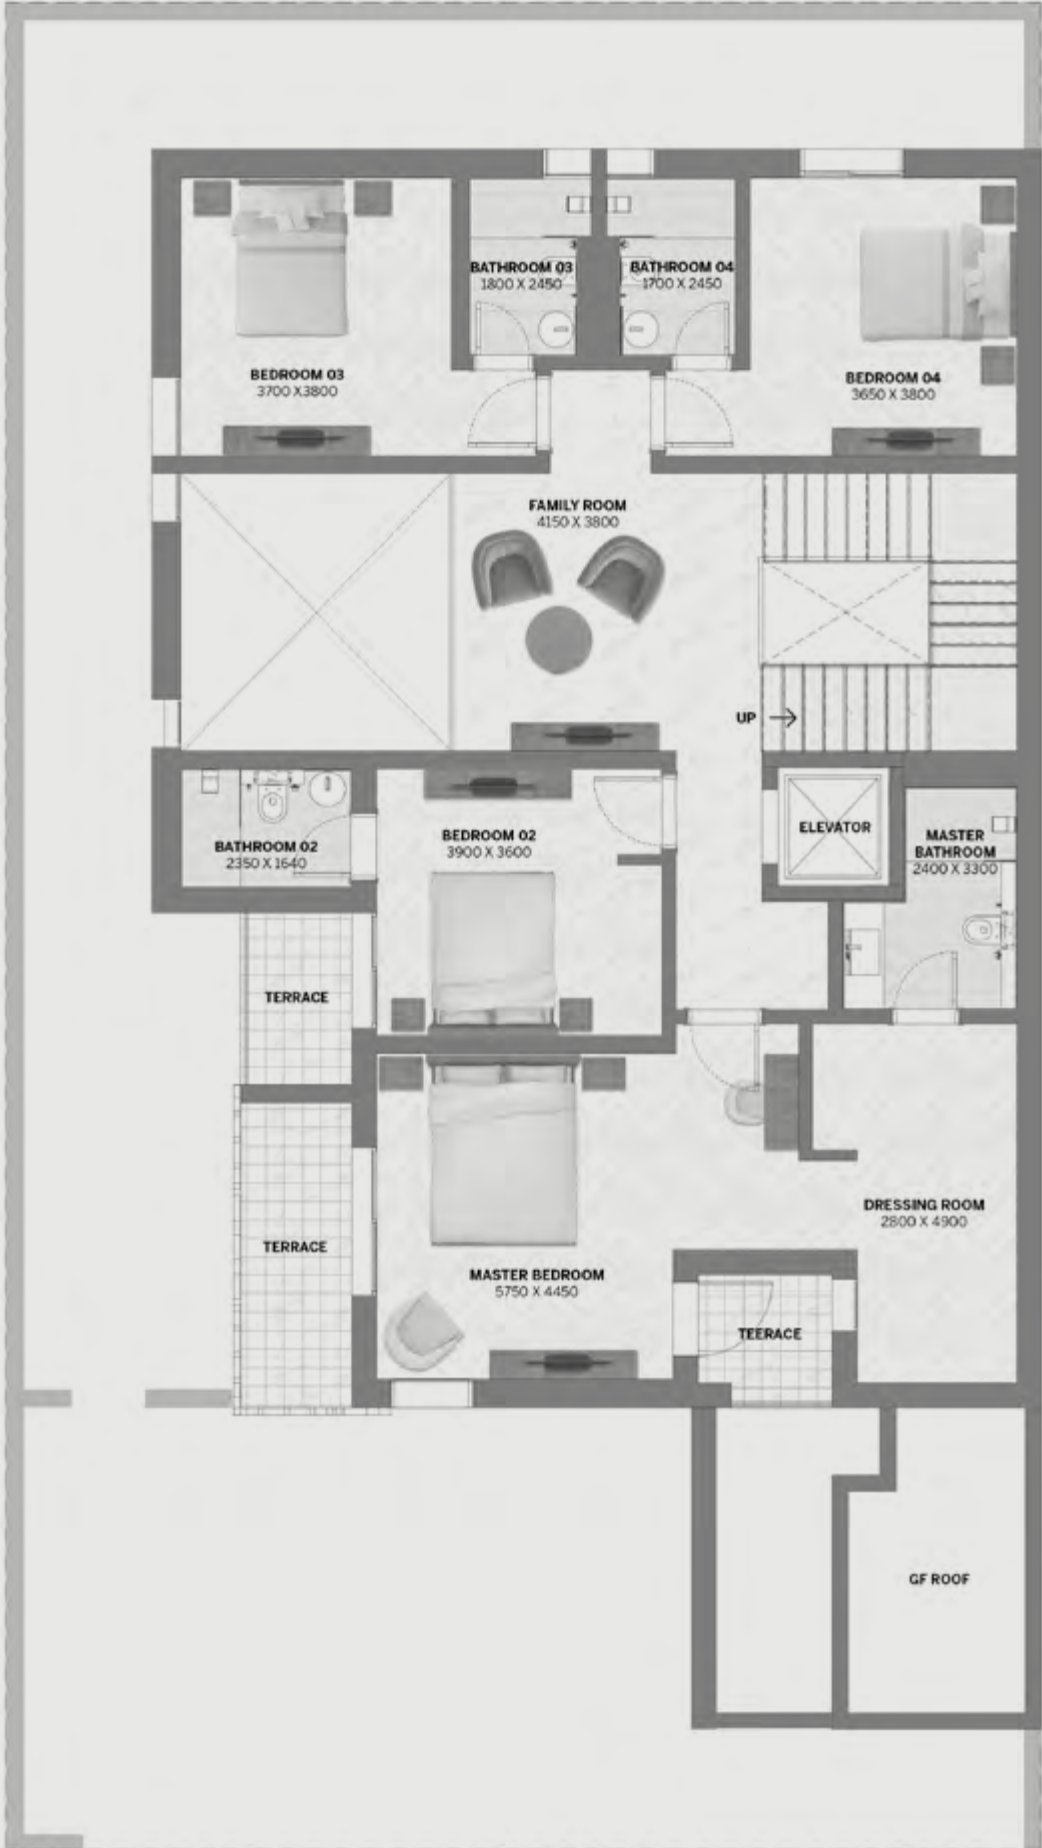 BATHROOM 03
1800 X 2450
BATHROOM 04
1700 X 2450
BEDROOM 03
3700 X3800
BEDROOM 04
3650 X 3800
FAMILY ROOM
4150 X 3800
UP
BATHROOM 02
2350 X 1640
BEDROOM 02
3900 X 3600
ELEVATOR
MASTER
BATHROOM
2400 X 3300
TERRACE
DRESSING ROOM
2800 X 4900
TERRACE
MASTER BEDROOM
5750 X 4450
TEERACE
GF ROOF